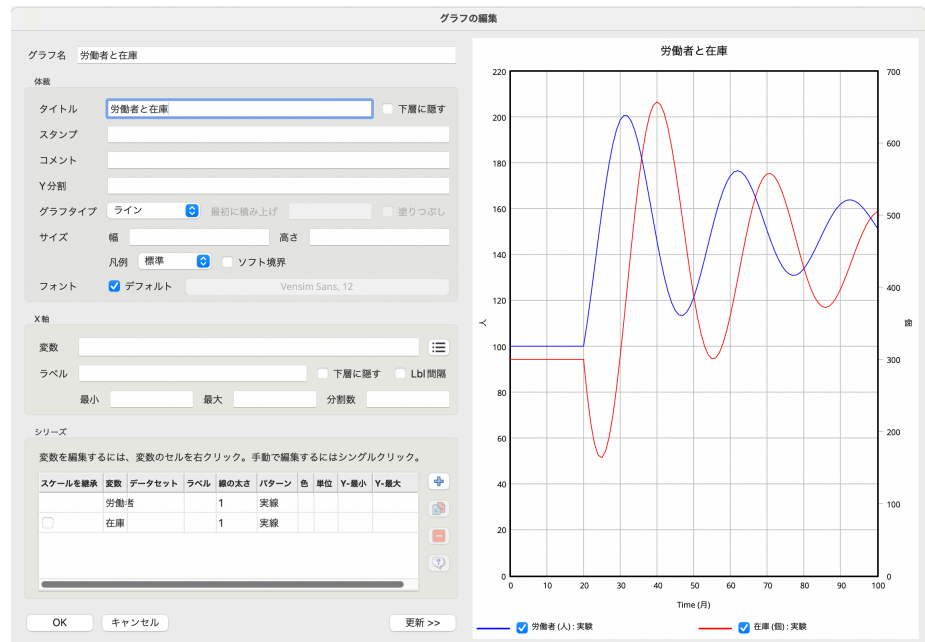 グラフの編集
グラフ名 労働者と在庫
体裁
タイトル 労働者と在庫 下層に隠す
スタンプ
コメント
Y分割
グラフタイプ ライン 最初に積み上げ 塗りつぶし
サイズ 幅 高さ
凡例 標準 ソフト境界
フォント デフォルト Vensim Sans, 12
X軸
変数
ラベル 下層に隠す Lbl間隔
最小 最大 分割数
シリーズ
変数を編集するには、変数のセルを右クリック。手動で編集するにはシングルクリック。
スケールを継承 変数 データセット ラベル 線の太さ パターン 色 単位 Y-最小 Y-最大
労働者 1 実線
在庫 1 実線
OK キャンセル 更新 >>
労働者と在庫
220 700
200
600
180
160
500
140
400
120
人 個
100
300
80
60
200
40
100
20
0 0
0 10 20 30 40 50 60 70 80 90 100
Time (月)
労働者 (人) : 実験 在庫 (個) : 実験